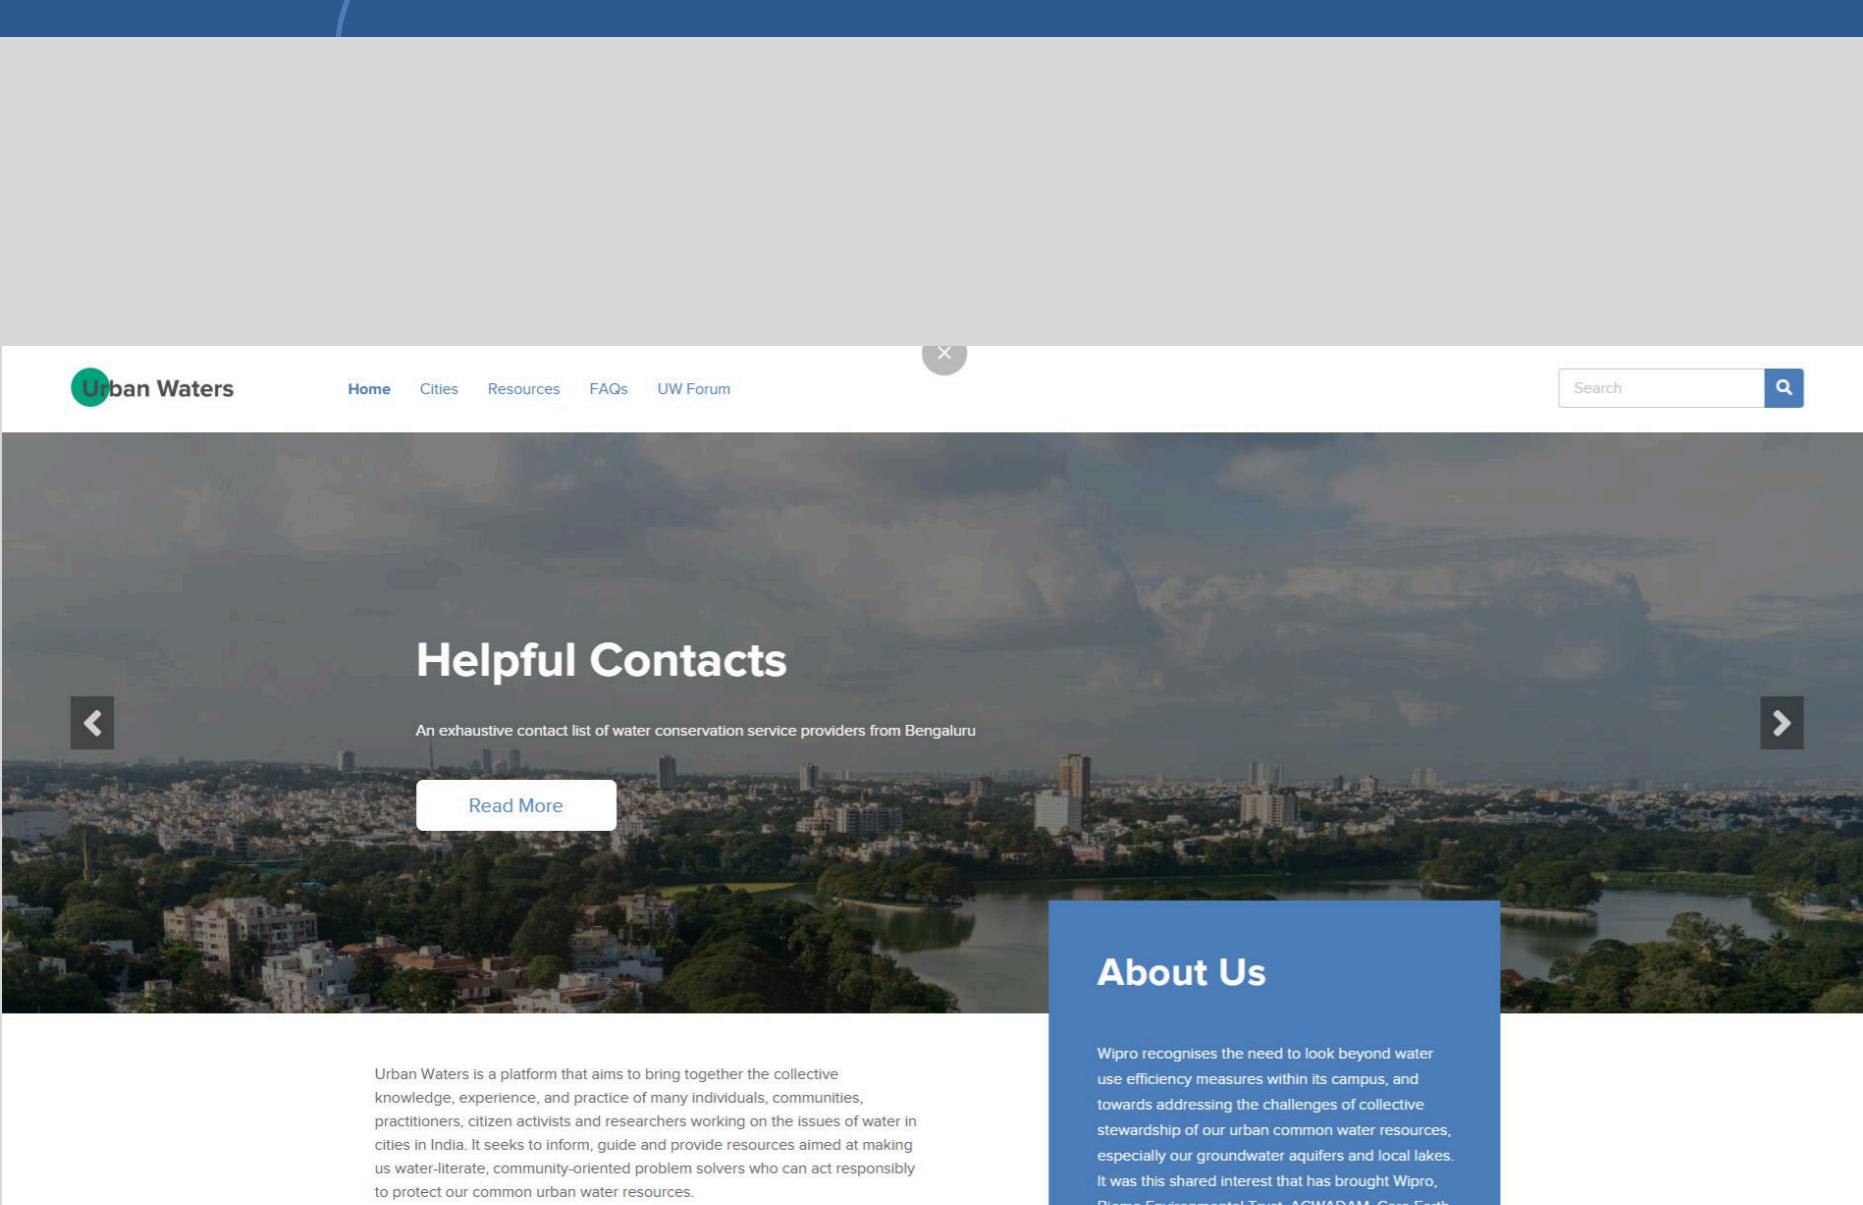 Urban Waters
Home Cities Resources FAQs UW Forum
Search
Helpful Contacts
An exhaustive contact list of water conservation service providers from Bengaluru
Read More
Urban Waters is a platform that aims to bring together the collective
knowledge, experience, and practice of many individuals, communities,
practitioners, citizen activists and researchers working on the issues of water in
cities in India. It seeks to inform, guide and provide resources aimed at making
us water-literate, community-oriented problem solvers who can act responsibly
to protect our common urban water resources.
About Us
Wipro recognises the need to look beyond water
use efficiency measures within its campus, and
towards addressing the challenges of collective
stewardship of our urban common water resources,
especially our groundwater aquifers and local lakes.
It was this shared interest that has brought Wipro,
Biome Environmental Trust, ACWADAM, Care Earth